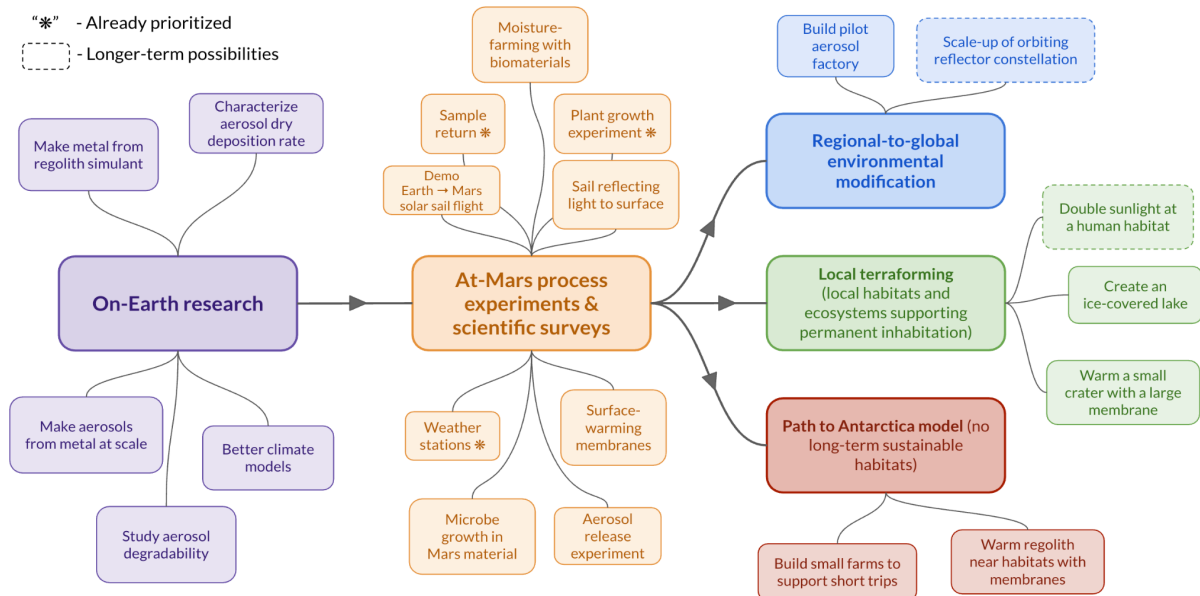 “❋” - Already prioritized
- Longer-term possibilities
Make metal from
regolith simulant
Characterize
aerosol dry
deposition rate
On-Earth research
Make aerosols
from metal at scale
Better climate
models
Study aerosol
degradability
Moisture-
farming with
biomaterials
Sample
return ❋
Plant growth
experiment ❋
Demo
Earth → Mars
solar sail flight
Sail reflecting
light to surface
At-Mars process
experiments &
scientific surveys
Weather
stations ❋
Surface-
warming
membranes
Microbe
growth in
Mars material
Aerosol
release
experiment
Build pilot
aerosol
factory
Scale-up of orbiting
reflector constellation
Regional-to-global
environmental
modification
Local terraforming
(local habitats and
ecosystems supporting
permanent inhabitation)
Double sunlight at
a human habitat
Create an
ice-covered lake
Warm a small
crater with a large
membrane
Path to Antarctica model (no
long-term sustainable
habitats)
Build small farms to
support short trips
Warm regolith
near habitats with
membranes